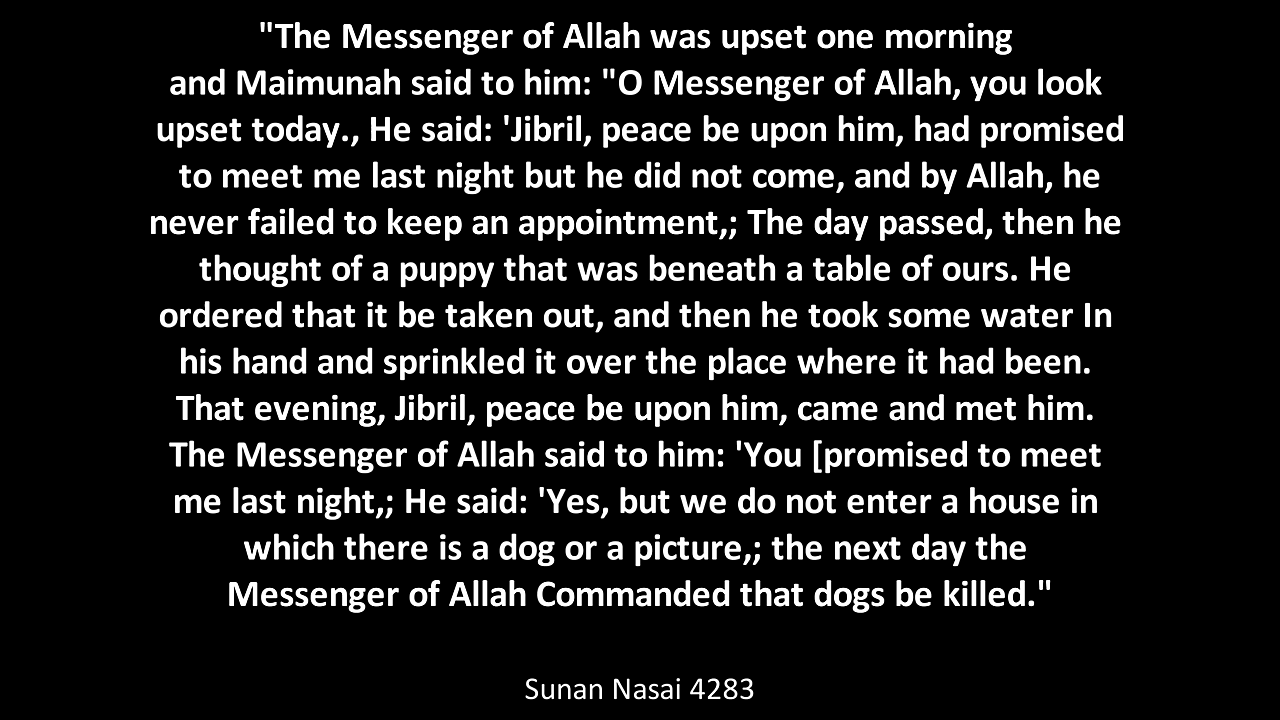 "The Messenger of Allah was upset one morning
and Maimunah said to him: "O Messenger of Allah, you look
upset today., He said: 'Jibril, peace be upon him, had promised
to meet me last night but he did not come, and by Allah, he
never failed to keep an appointment,; The day passed, then he
thought of a puppy that was beneath a table of ours. He
ordered that it be taken out, and then he took some water In
his hand and sprinkled it over the place where it had been.
That evening, Jibril, peace be upon him, came and met him.
The Messenger of Allah said to him: 'You [promised to meet
me last night,; He said: 'Yes, but we do not enter a house in
which there is a dog or a picture,; the next day the
Messenger of Allah Commanded that dogs be killed."
Sunan Nasai 4283